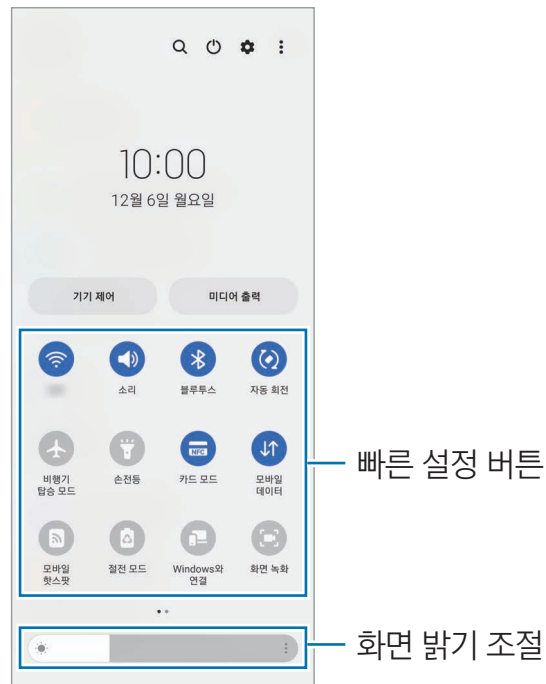 10:00
12월 6일 월요일
기기 제어 미디어 출력
소리 블루투스 자동 회전
비행기
탑승 모드
손전등
NFC
카드 모드
모바일
데이터
빠른 설정 버튼
모바일
핫스팟
절전 모드
Windows와
연결
화면 녹화
화면 밝기 조절